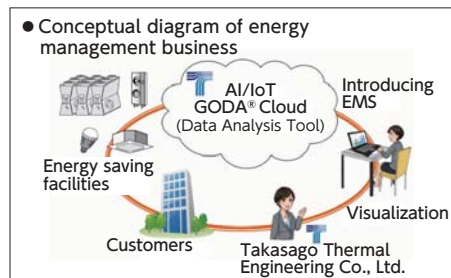 ● Conceptual diagram of energy
management business
AI/IoT
GODA® Cloud
(Data Analysis Tool)
Introducing
EMS
Energy saving
facilities
Visualization
Customers
Takasago Thermal
Engineering Co., Ltd.